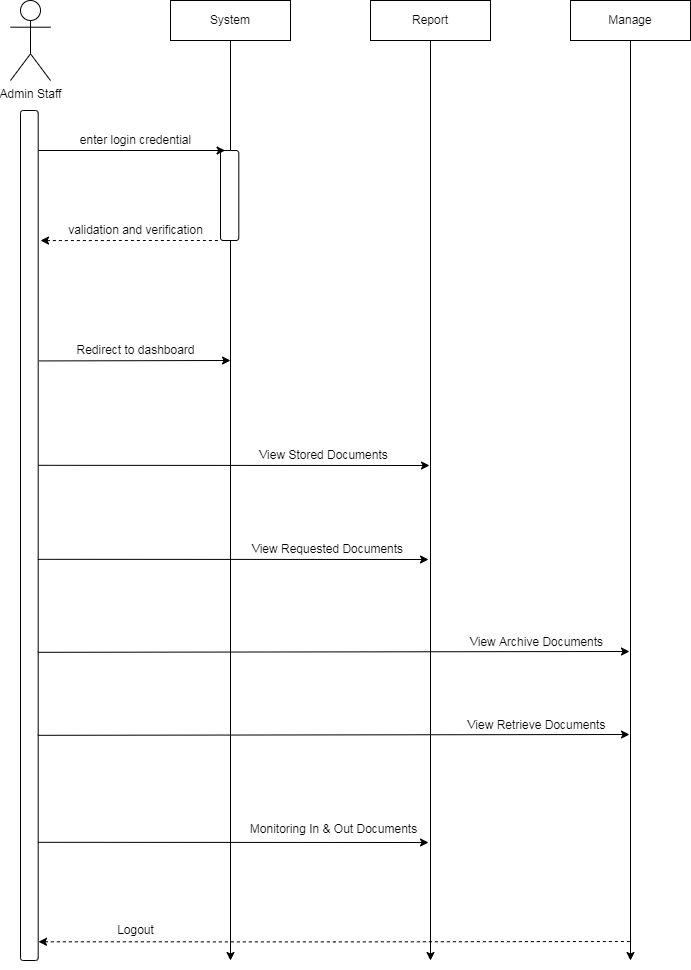 System
Report
Manage
Admin Staff
enter login credential
validation and verification
Redirect to dashboard
View Stored Documents
View Requested Documents
View Archive Documents
View Retrieve Documents
Monitoring In & Out Documents
Logout